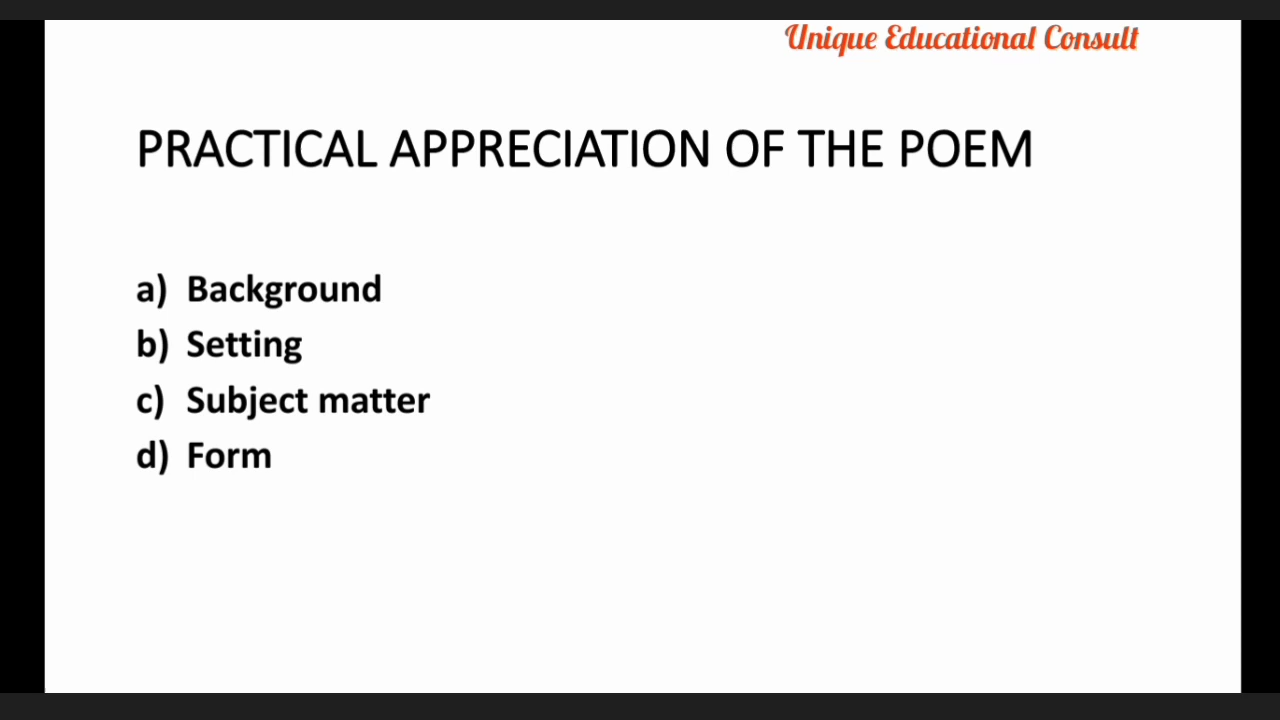 Unique Educational Consult
PRACTICAL APPRECIATION OF THE POEM
a) Background
b) Setting
c) Subject matter
d) Form